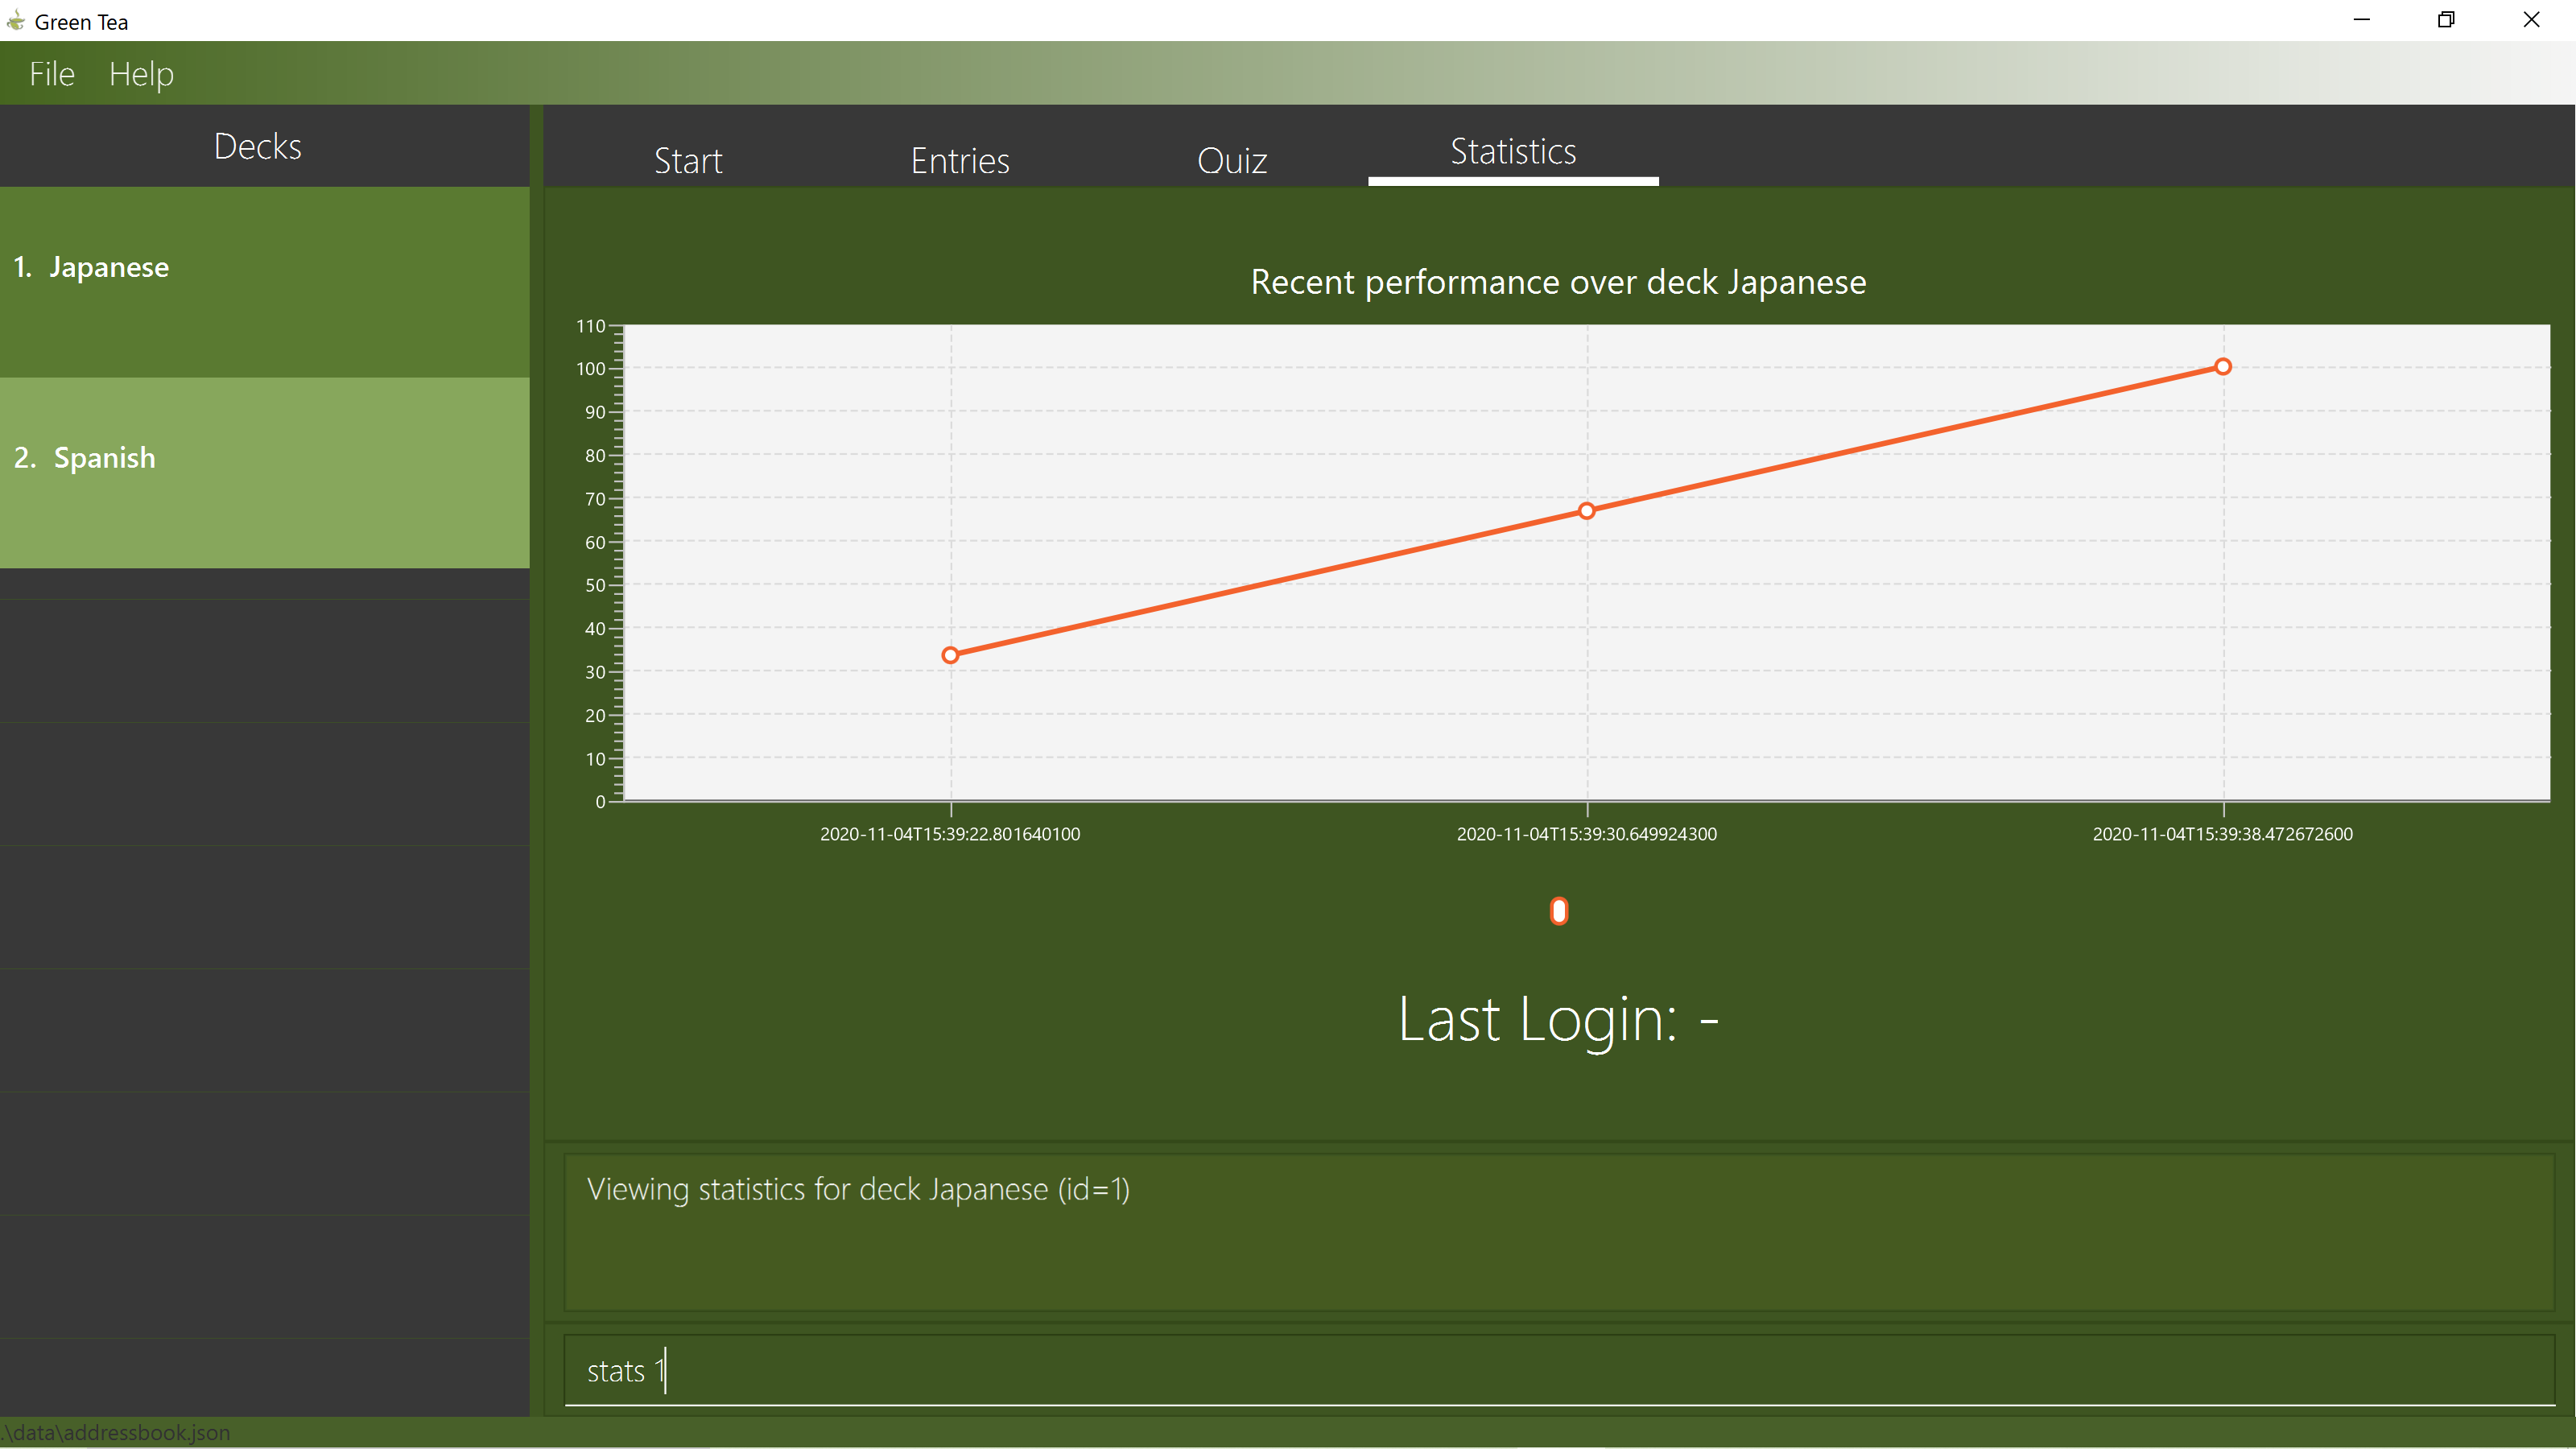 Green Tea
File Help
Decks
1. Japanese
2. Spanish
Start Entries Quiz Statistics
Recent performance over deck Japanese
110
100
90
80
70
60
50
40
30
20
10
0
2020-11-04T15:39:22.801640100 2020-11-04T15:39:30.649924300 2020-11-04T15:39:38.472672600
Last Login: -
Viewing statistics for deck Japanese (id=1)
stats 1
.\data\addressbook.json